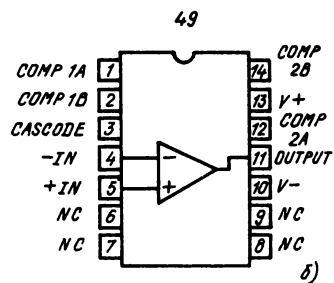 49
COMP 1A 1
COMP 1B 2
CASCODE 3
-IN 4
+IN 5
NC 6
NC 7
14 COMP 2B
13 V+
12 COMP 2A
11 OUTPUT
10 V-
9 NC
8 NC
- +
б)